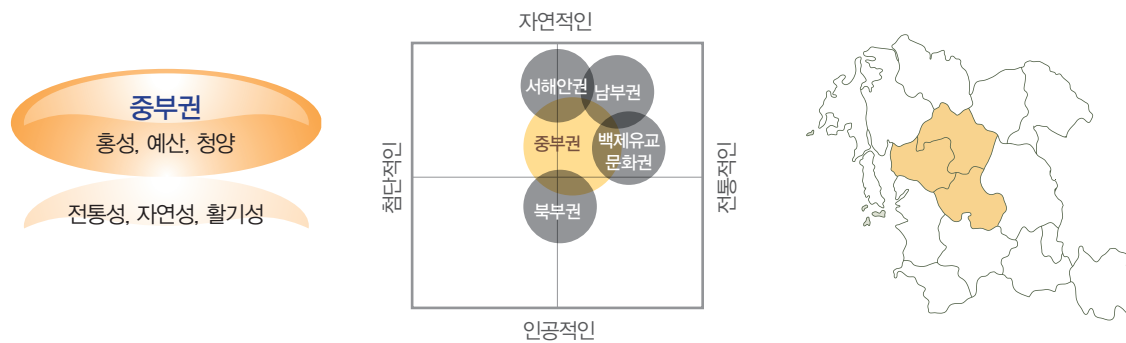 중부권
홍성, 예산, 청양
전통성, 자연성, 활기성
자연적인
서해안권
남부권
중부권
백제유교
문화권
북부권
첨단적인
전통적인
인공적인